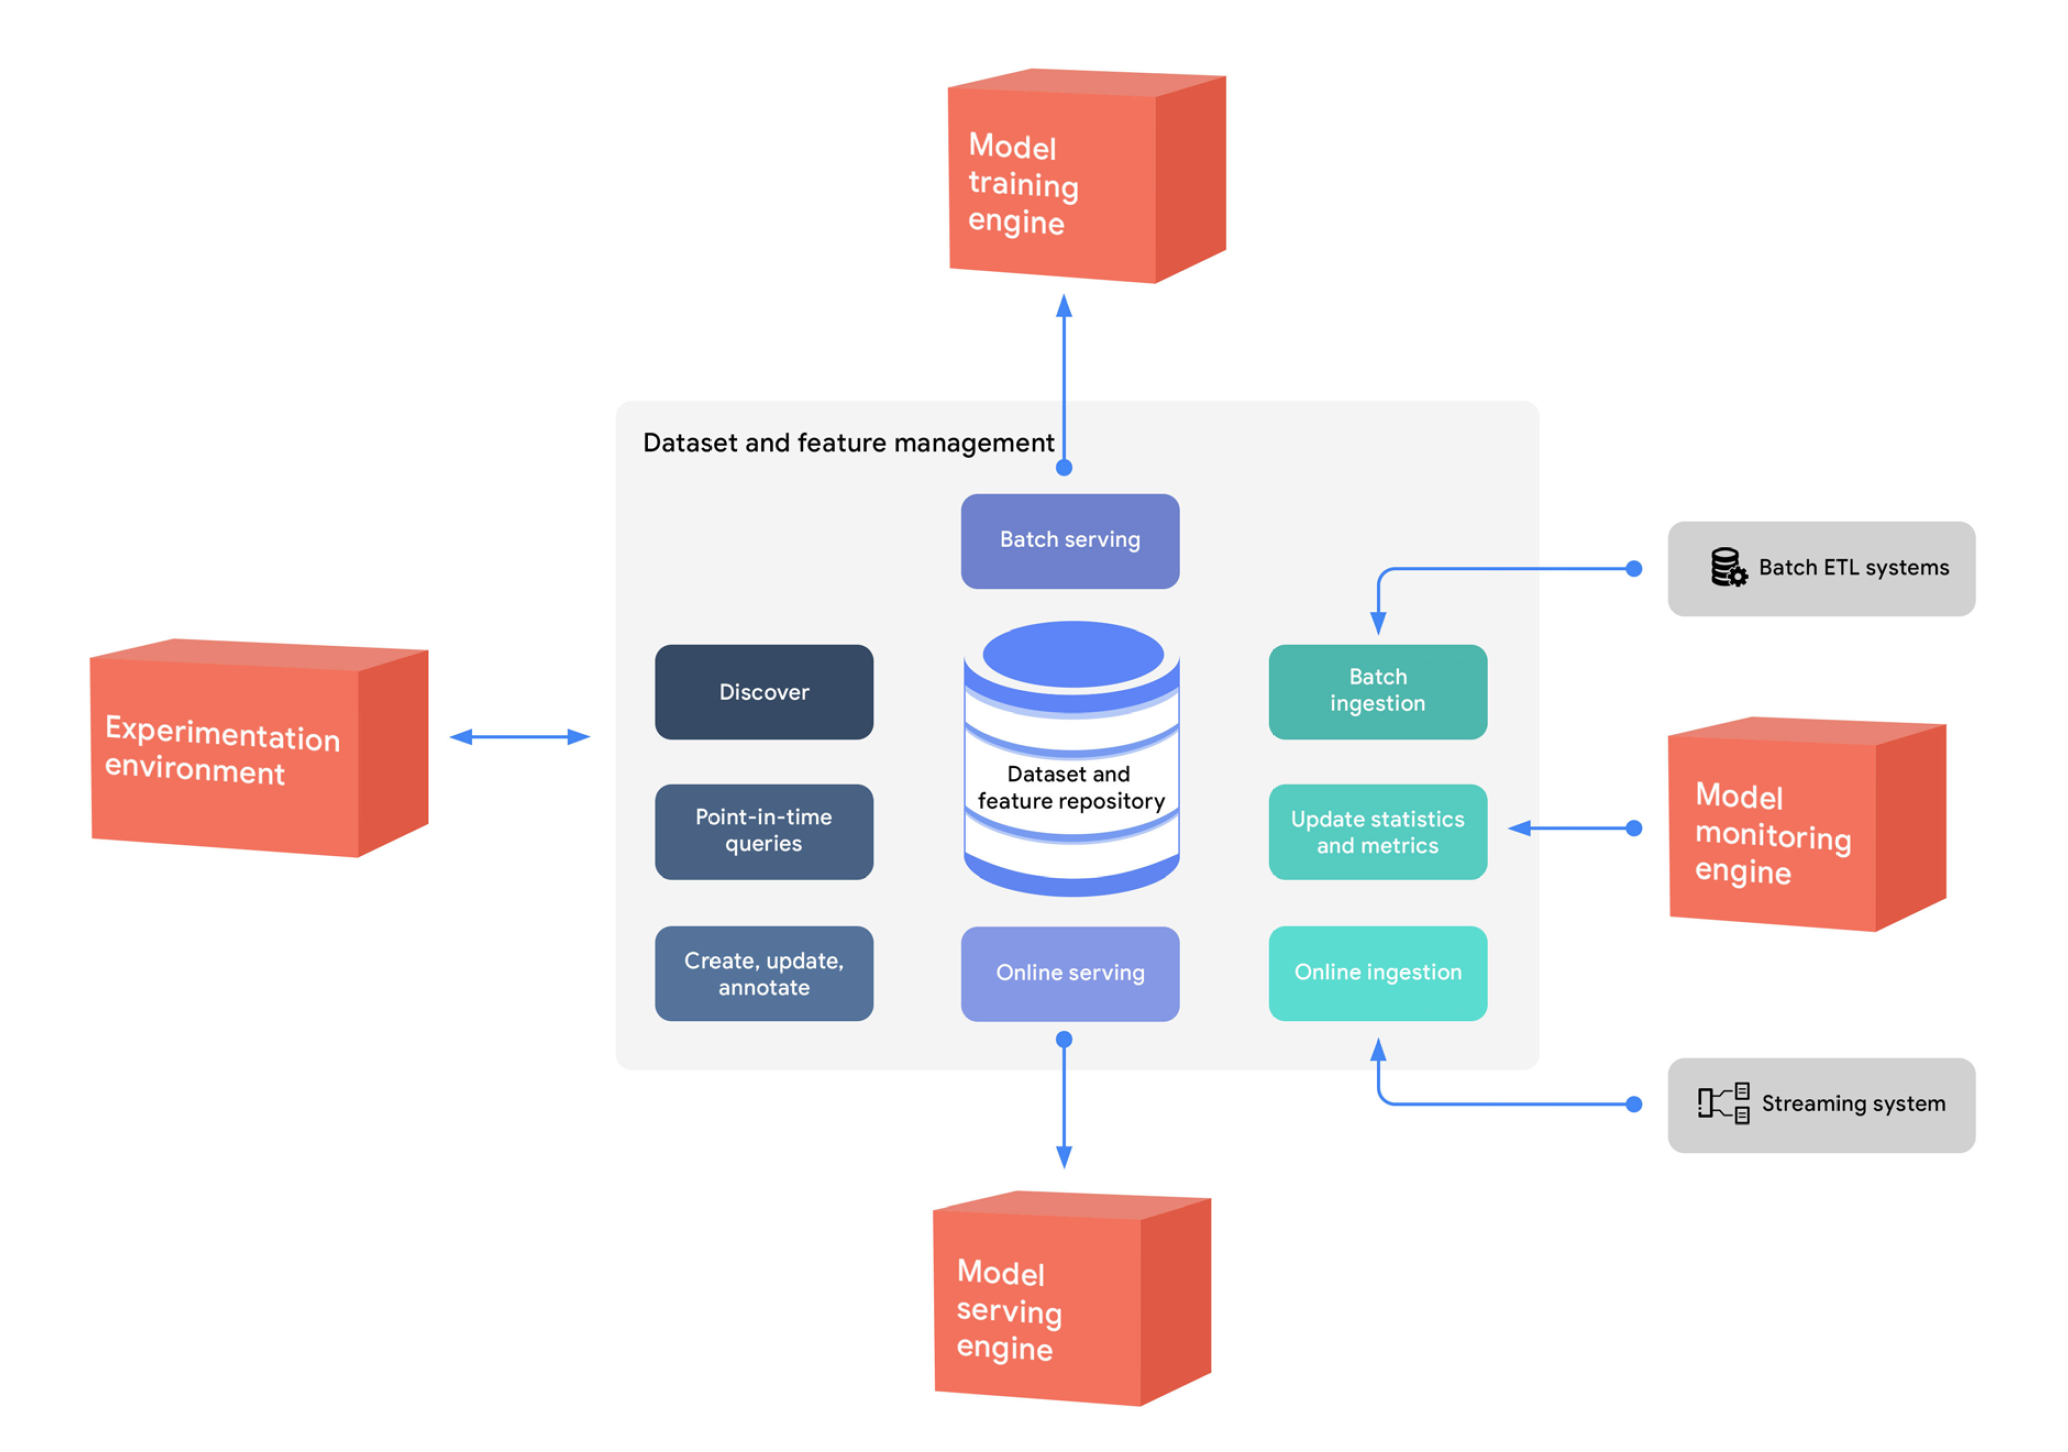 Model
training
engine
Dataset and feature management
Batch serving
Batch ETL systems
Discover
Batch
ingestion
Experimentation
environment
Dataset and
feature repository
Point-in-time
queries
Update statistics
and metrics
Model
monitoring
engine
Create, update,
annotate
Online serving
Online ingestion
Streaming system
Model
serving
engine